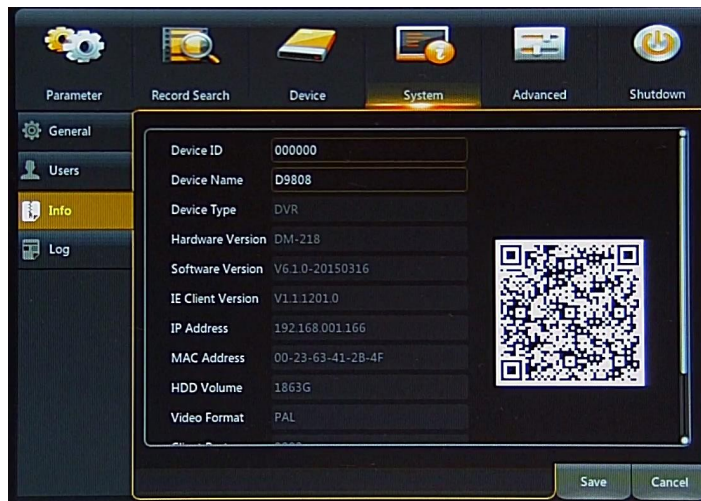 Parameter
Record Search
Device
System
Advanced
Shutdown
General
Users
Info
Log
Device ID 000000
Device Name D9808
Device Type DVR
Hardware Version DM-218
Software Version V6.1.0-20150316
IE Client Version V1.1.1201.0
IP Address 192.168.001.166
MAC Address 00-23-63-41-2B-4F
HDD Volume 1863G
Video Format PAL
Save
Cancel